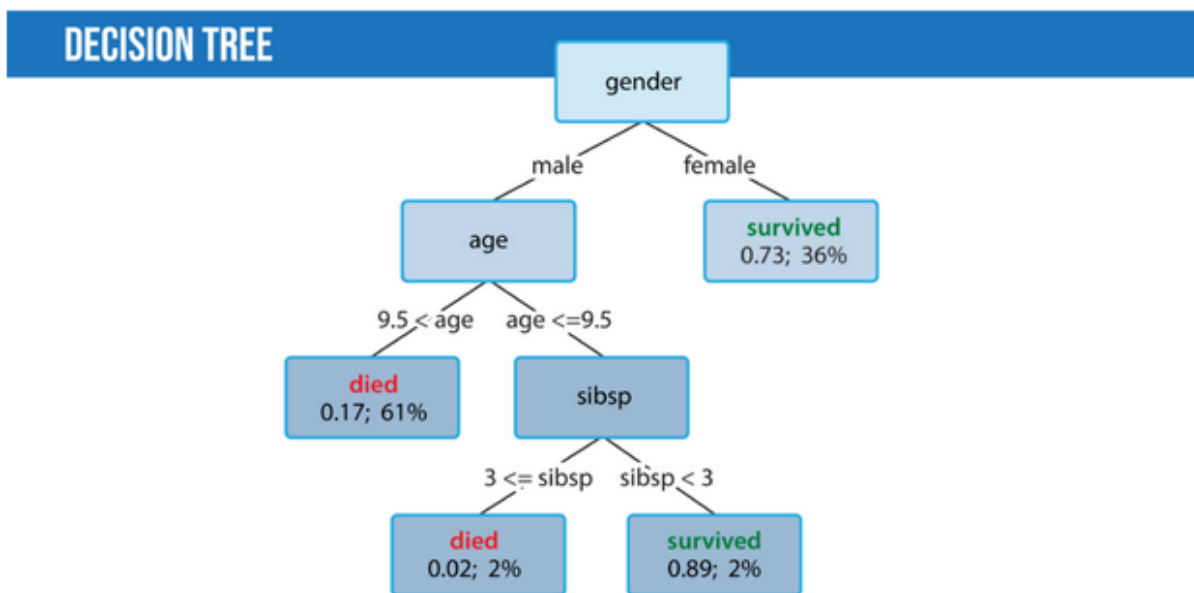 DECISION TREE
gender
male
female
age
survived
0.73; 36%
9.5 < age
age <=9.5
died
0.17; 61%
sibsp
3 <= sibsp
sibsp < 3
died
0.02; 2%
survived
0.89; 2%